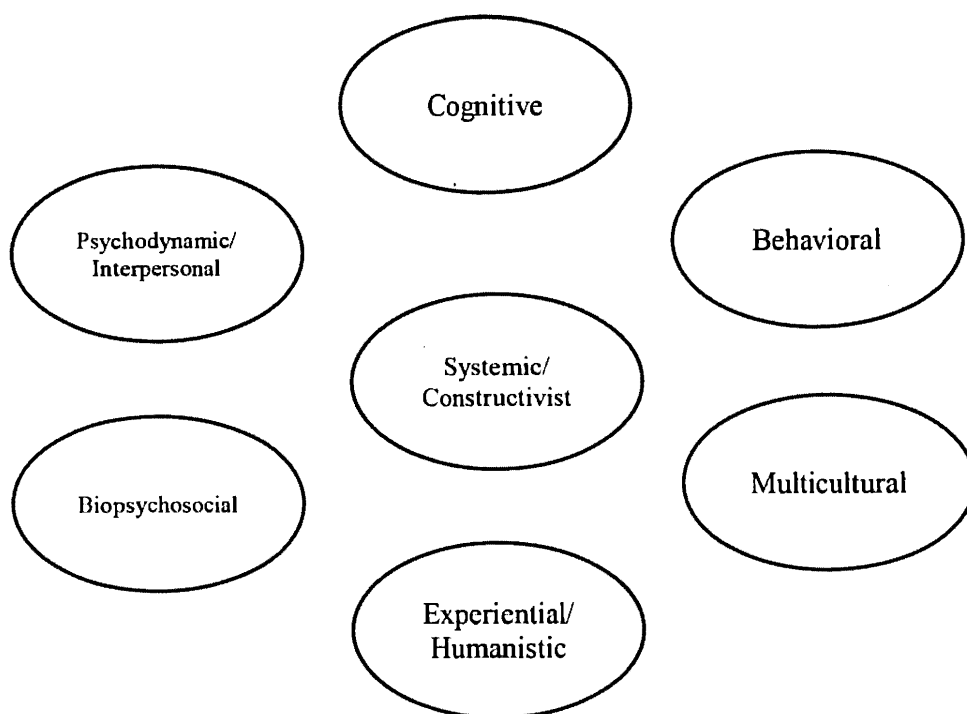 Cognitive
Psychodynamic/
Interpersonal
Behavioral
Systemic/
Constructivist
Biopsychosocial
Multicultural
Experiential/
Humanistic